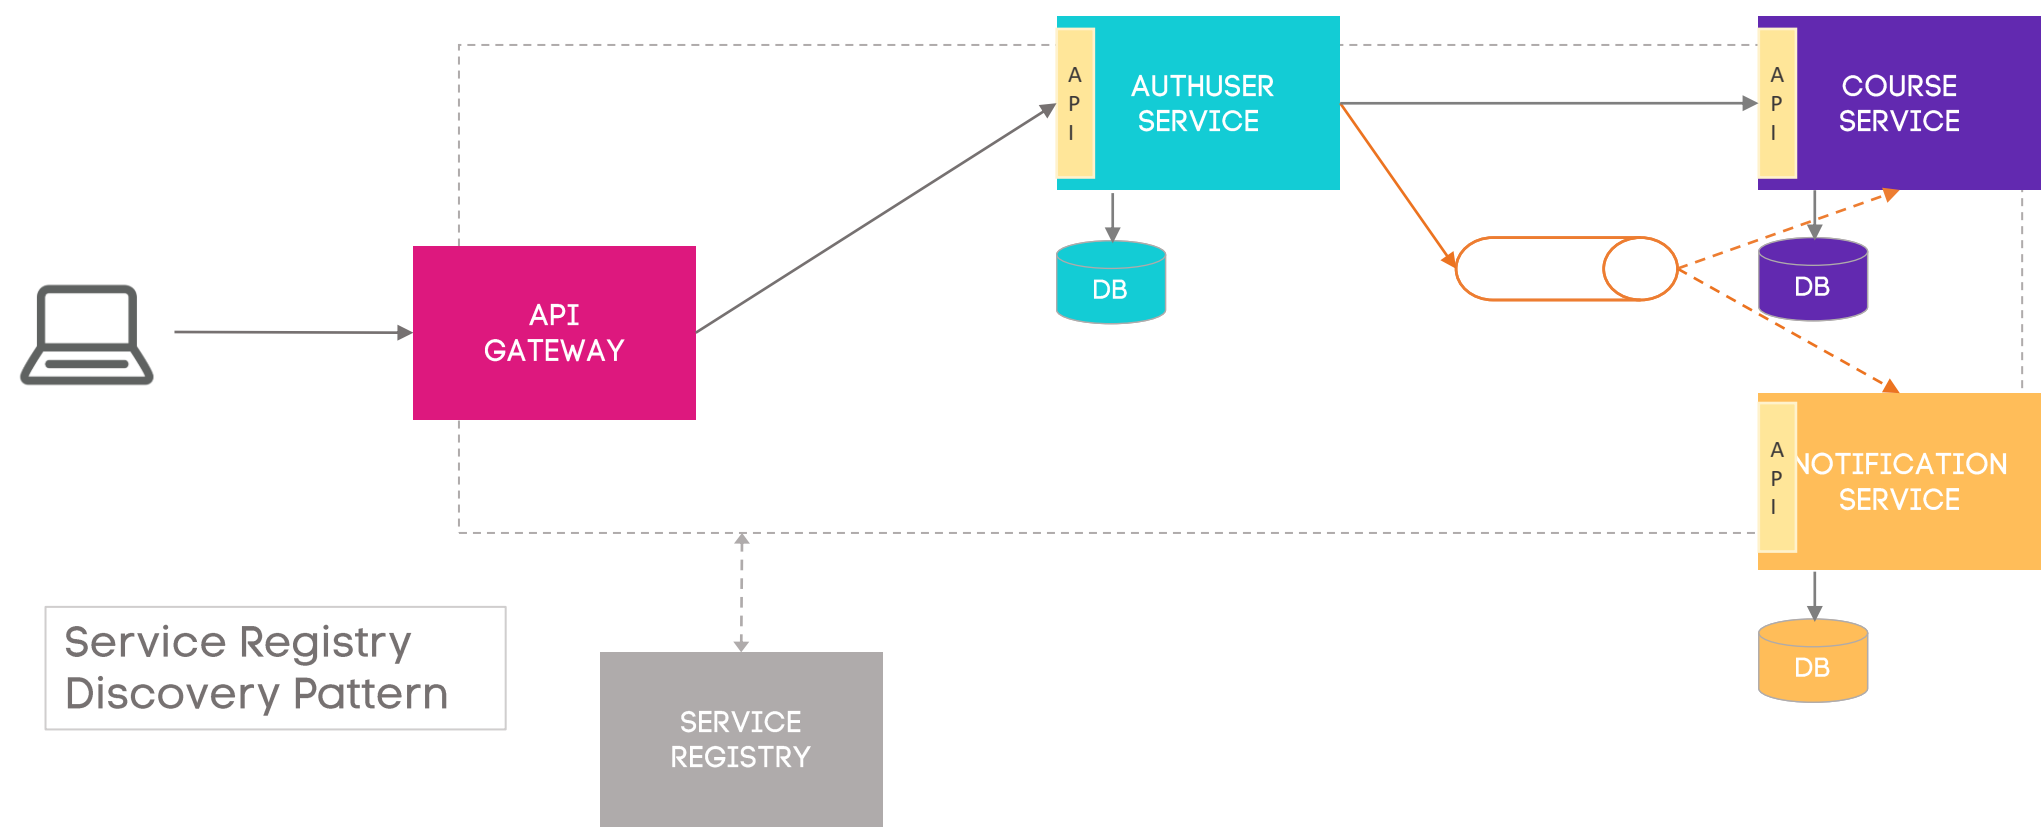 A
P
I
AUTHUSER
SERVICE
A
P
I
COURSE
SERVICE
DB
DB
API
GATEWAY
A
P
I
NOTIFICATION
SERVICE
DB
Service Registry
Discovery Pattern
SERVICE
REGISTRY